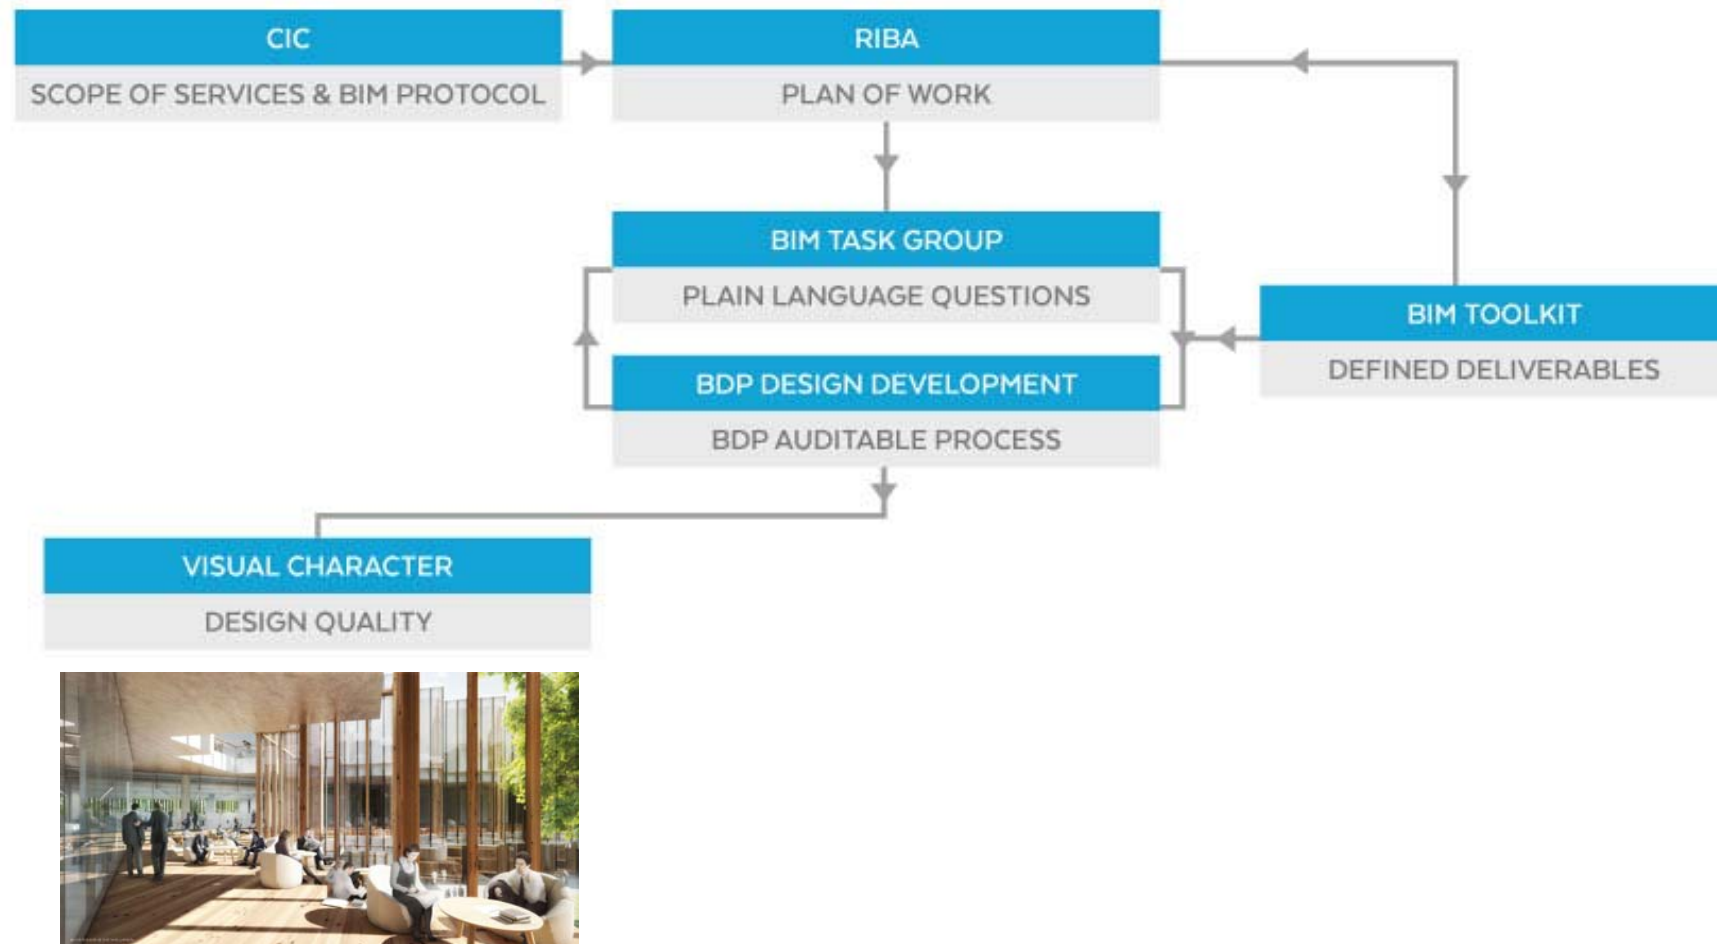 CIC
SCOPE OF SERVICES & BIM PROTOCOL
RIBA
PLAN OF WORK
BIM TASK GROUP
PLAIN LANGUAGE QUESTIONS
BIM TOOLKIT
DEFINED DELIVERABLES
BDP DESIGN DEVELOPMENT
BDP AUDITABLE PROCESS
VISUAL CHARACTER
DESIGN QUALITY